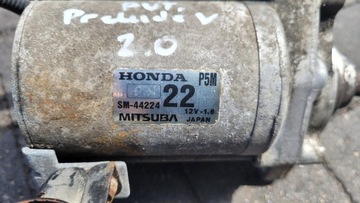 Prelude V
2.0
HONDA P5M
SM-44224 22
12V-1.6
MITSUBA JAPAN